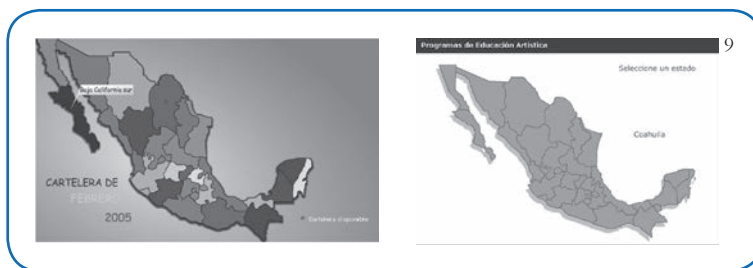 Baja California sur
CARTELERA DE
FEBRERO
2005
Cartelera disponible
Programas de Educación Artística
9
Seleccione un estado
Coahuila